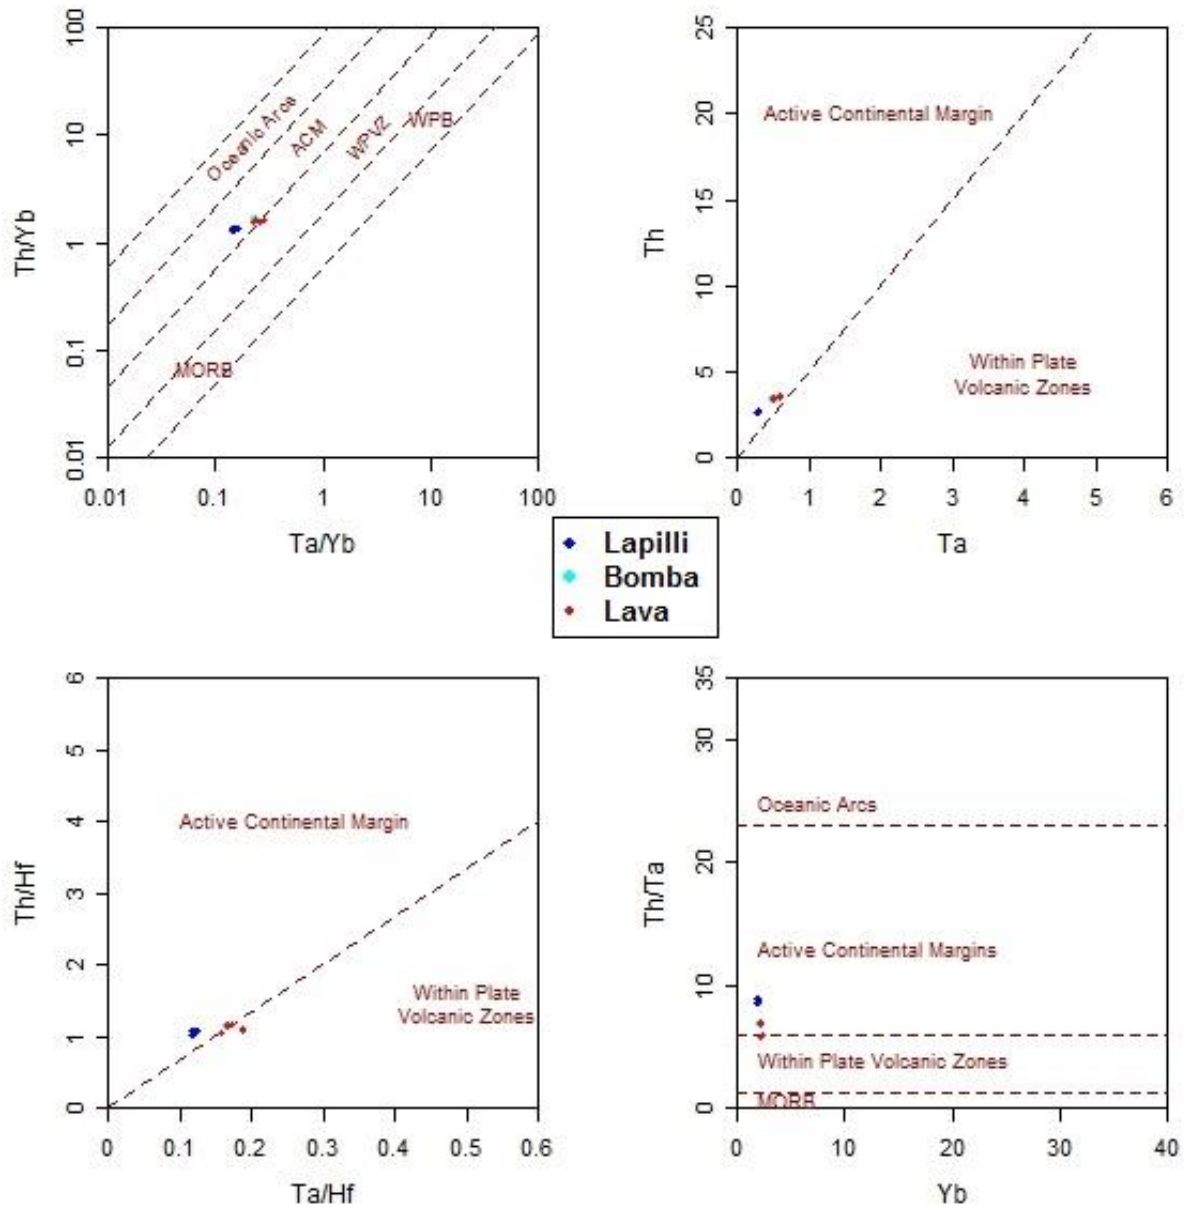 100
10
1
0.1
0.01
Th/Yb
Oceanic Arcs
ACM
WPVZ
WPB
MORB
0.01 0.1 1 10 100
Ta/Yb
25
20
15
10
5
0
Th
Active Continental Margin
Within Plate
Volcanic Zones
0 1 2 3 4 5 6
Ta
Lapilli
Bomba
Lava
6
5
4
3
2
1
0
Th/Hf
Active Continental Margin
Within Plate
Volcanic Zones
0 0.1 0.2 0.3 0.4 0.5 0.6
Ta/Hf
35
30
20
10
0
Th/Ta
Oceanic Arcs
Active Continental Margins
Within Plate Volcanic Zones
MORB
0 10 20 30 40
Yb